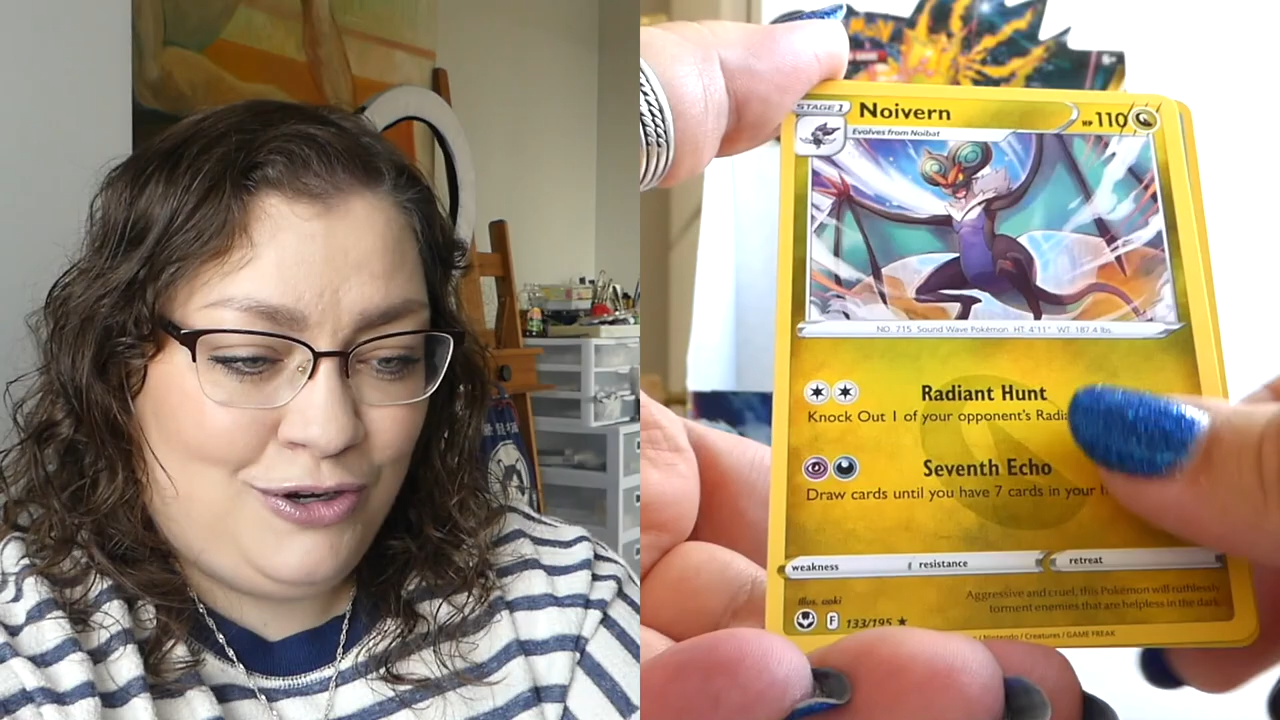 STAGE 1
Noivern
HP 110
Evolves from Noibat
NO. 715 Sound Wave Pokémon HT: 4'11" WT: 187.4 lbs.
Radiant Hunt
Knock Out 1 of your opponent's
Seventh Echo
Draw cards until you have 7 cards in your
weakness resistance retreat
Aggressive and cruel, this Pokémon will ruthlessly
torment enemies that are helpless in the dark.
Illus. aoki
F 133/195 ★
/ Nintendo / Creatures / GAME FREAK